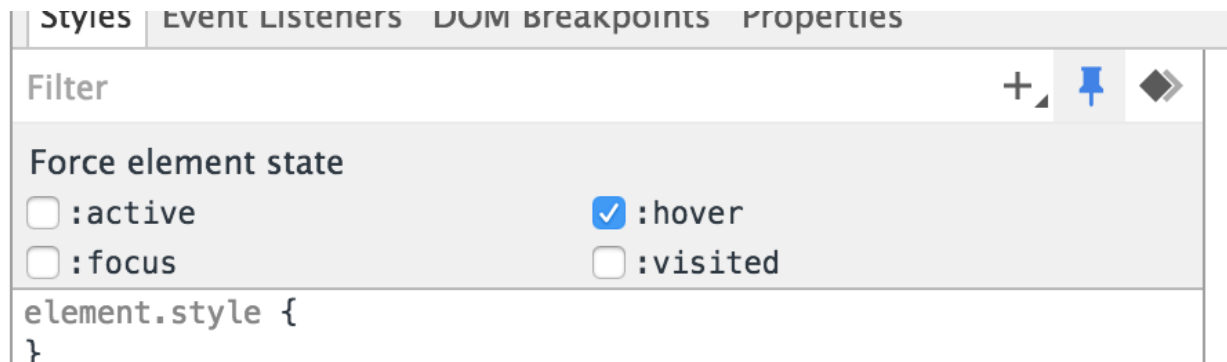 Styles Event Listeners DOM Breakpoints Properties
Filter
Force element state
:active :hover
:focus :visited
element.style {
}